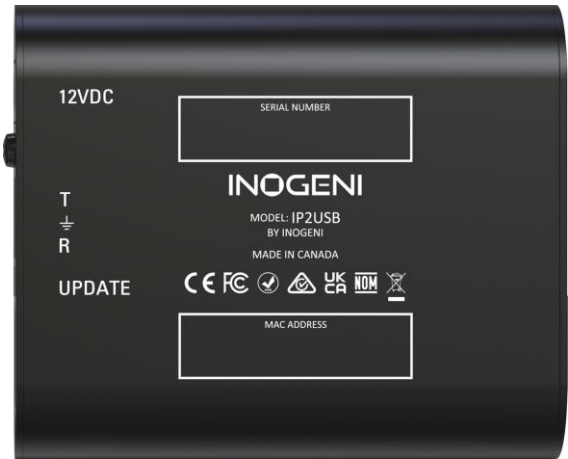 12VDC
SERIAL NUMBER
INOGENI
T
MODEL: IP2USB
BY INOGENI
R
MADE IN CANADA
UPDATE
CE FC UK CA NOM
MAC ADDRESS